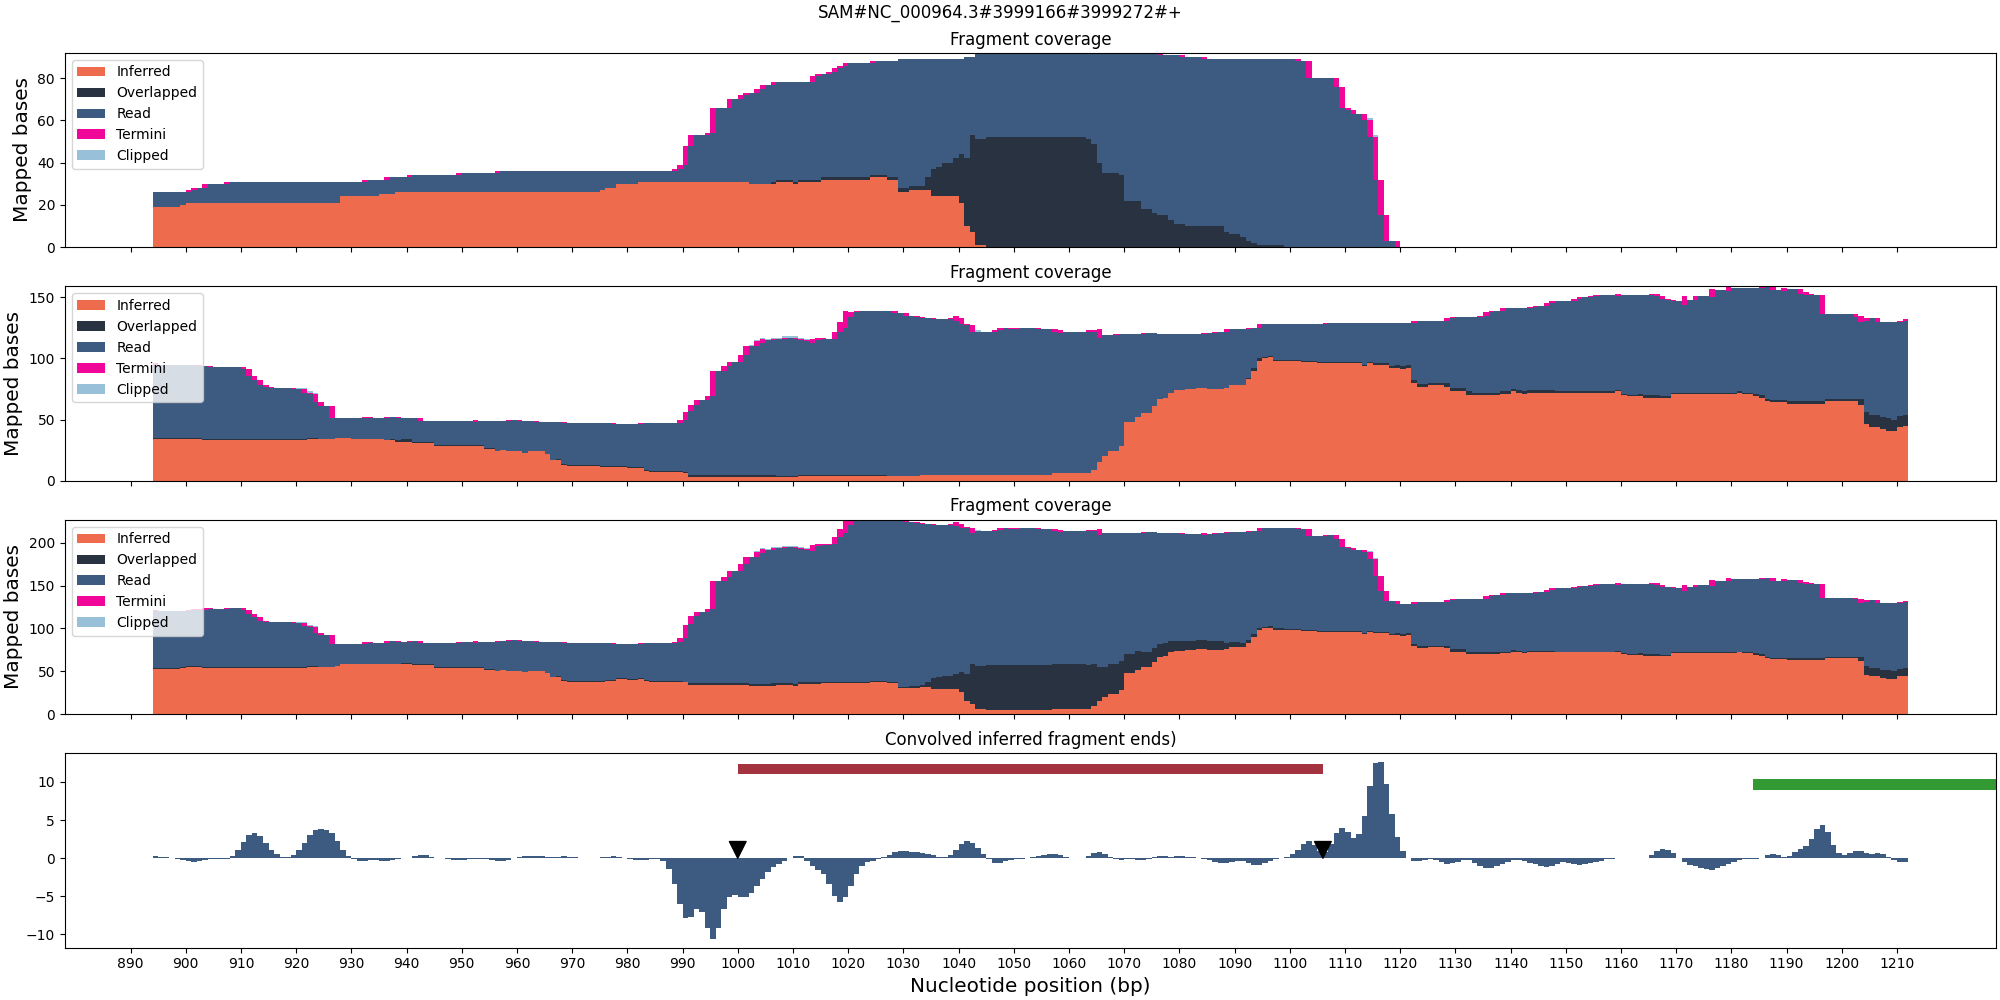 SAM#NC_000964.3#3999166#3999272#+
Fragment coverage
Mapped bases
80
60
40
20
0
Inferred
Overlapped
Read
Termini
Clipped
Fragment coverage
Mapped bases
150
100
50
0
Inferred
Overlapped
Read
Termini
Clipped
Fragment coverage
Mapped bases
200
150
100
50
0
Inferred
Overlapped
Read
Termini
Clipped
Convolved inferred fragment ends)
10
5
0
−5
−10
890 900 910 920 930 940 950 960 970 980 990 1000 1010 1020 1030 1040 1050 1060 1070 1080 1090 1100 1110 1120 1130 1140 1150 1160 1170 1180 1190 1200 1210
Nucleotide position (bp)